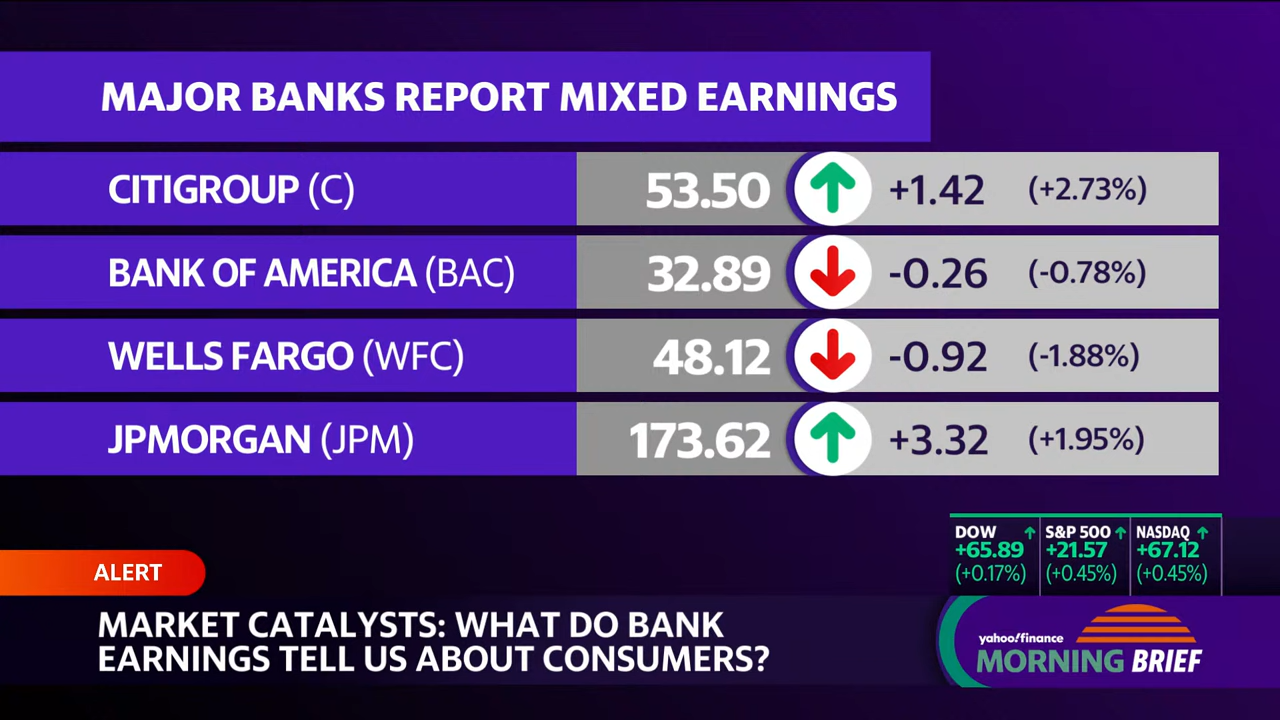 MAJOR BANKS REPORT MIXED EARNINGS
CITIGROUP (C) 53.50 +1.42 (+2.73%)
BANK OF AMERICA (BAC) 32.89 -0.26 (-0.78%)
WELLS FARGO (WFC) 48.12 -0.92 (-1.88%)
JPMORGAN (JPM) 173.62 +3.32 (+1.95%)
DOW S&P 500 NASDAQ
+65.89 +21.57 +67.12
(+0.17%) (+0.45%) (+0.45%)
ALERT
MARKET CATALYSTS: WHAT DO BANK
EARNINGS TELL US ABOUT CONSUMERS?
yahoo!finance
MORNING BRIEF